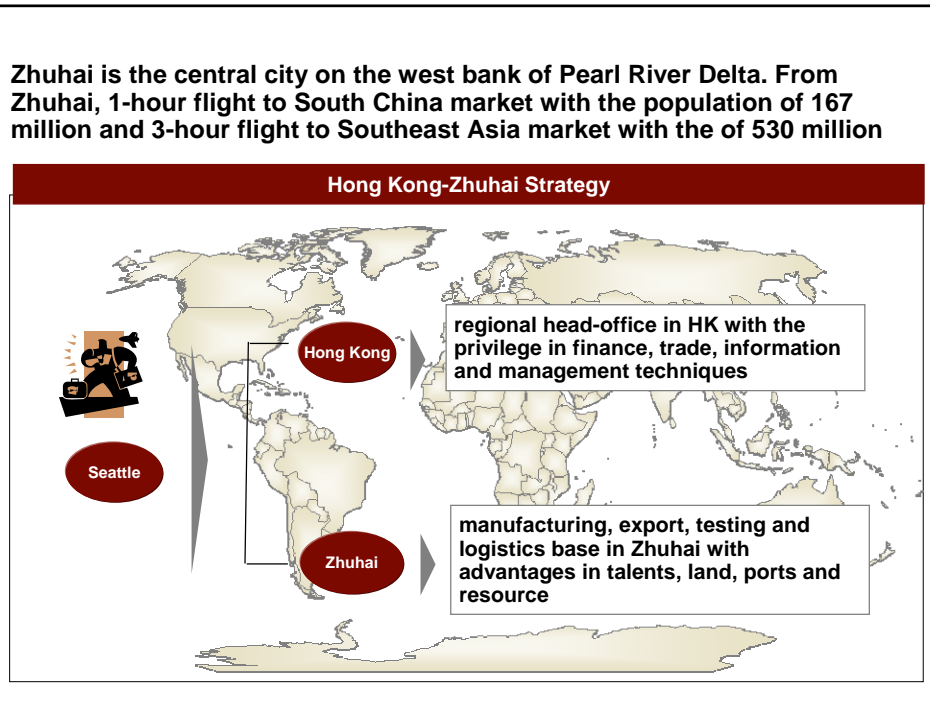 Zhuhai is the central city on the west bank of Pearl River Delta. From
Zhuhai, 1-hour flight to South China market with the population of 167
million and 3-hour flight to Southeast Asia market with the of 530 million
Hong Kong-Zhuhai Strategy
Hong Kong
regional head-office in HK with the
privilege in finance, trade, information
and management techniques
Seattle
Zhuhai
manufacturing, export, testing and
logistics base in Zhuhai with
advantages in talents, land, ports and
resource